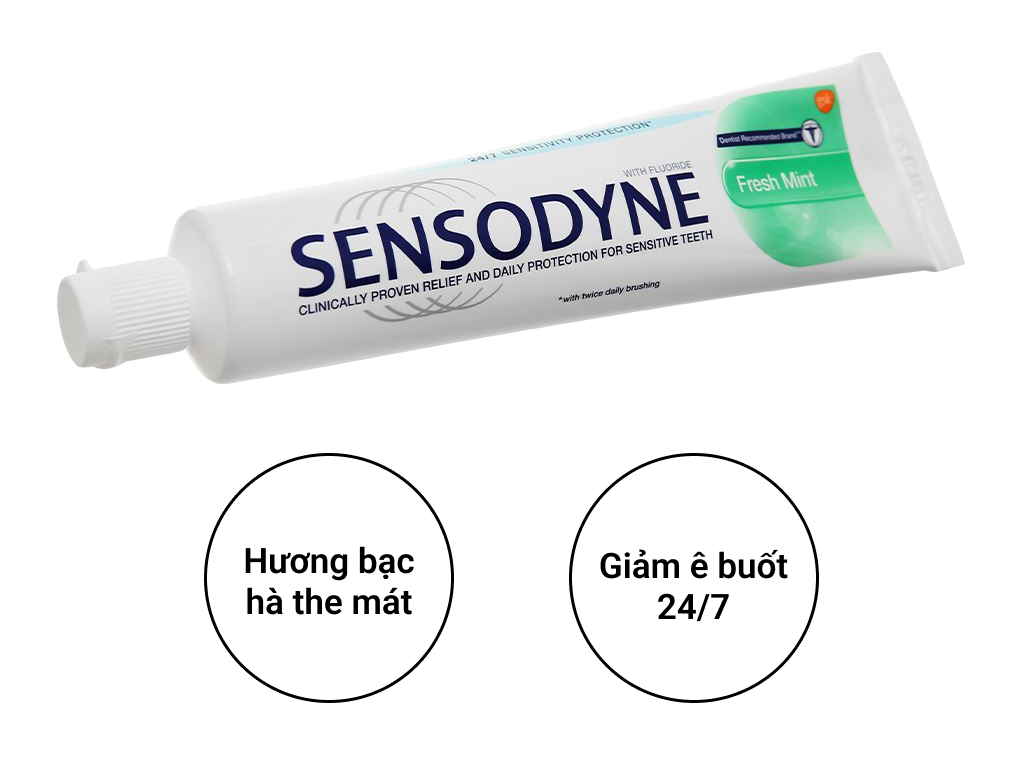 24/7 SENSITIVITY PROTECTION*
WITH FLUORIDE
SENSODYNE
CLINICALLY PROVEN RELIEF AND DAILY PROTECTION FOR SENSITIVE TEETH
*with twice daily brushing
gsk
Dentist Recommended Brand™
Fresh Mint
Hương bạc
hà the mát
Giảm ê buốt
24/7